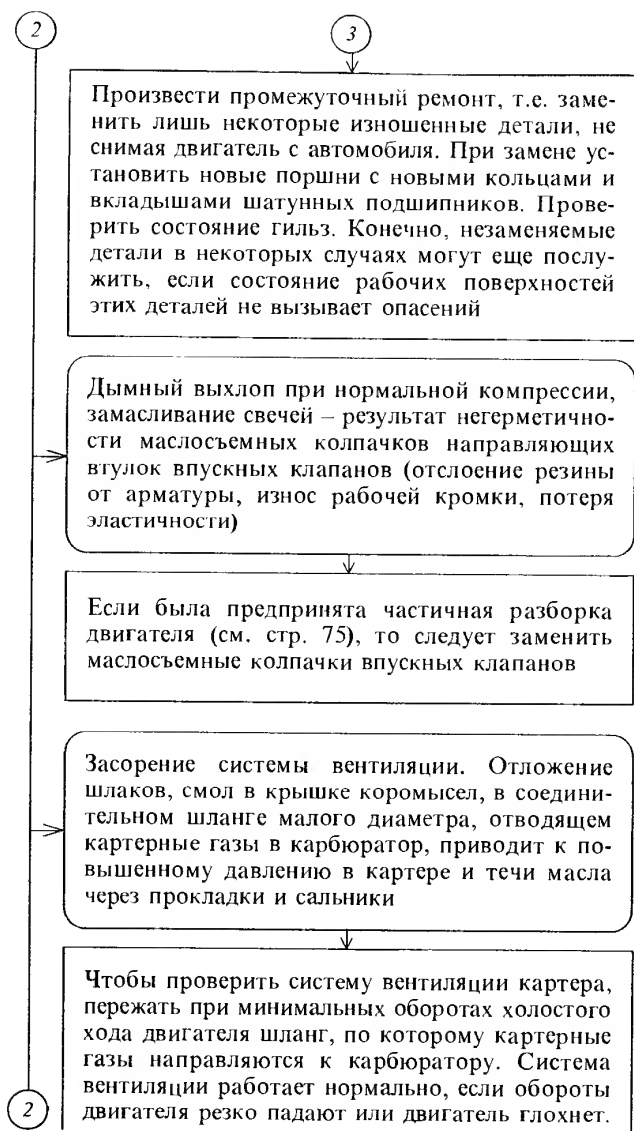 2
3
Произвести промежуточный ремонт, т.е. заме-
нить лишь некоторые изношенные детали, не
снимая двигатель с автомобиля. При замене ус-
тановить новые поршни с новыми кольцами и
вкладышами шатунных подшипников. Прове-
рить состояние гильз. Конечно, незаменяемые
детали в некоторых случаях могут еще послу-
жить, если состояние рабочих поверхностей
этих деталей не вызывает опасений
Дымный выхлоп при нормальной компрессии,
замасливание свечей – результат негерметично-
сти маслосъемных колпачков направляющих
втулок впускных клапанов (отслоение резины
от арматуры, износ рабочей кромки, потеря
эластичности)
Если была предпринята частичная разборка
двигателя (см. стр. 75), то следует заменить
маслосъемные колпачки впускных клапанов
Засорение системы вентиляции. Отложение
шлаков, смол в крышке коромысел, в соедини-
тельном шланге малого диаметра, отводящем
картерные газы в карбюратор, приводит к по-
вышенному давлению в картере и течи масла
через прокладки и сальники
Чтобы проверить систему вентиляции картера,
пережать при минимальных оборотах холостого
хода двигателя шланг, по которому картерные
газы направляются к карбюратору. Система
вентиляции работает нормально, если обороты
двигателя резко падают или двигатель глохнет.
2